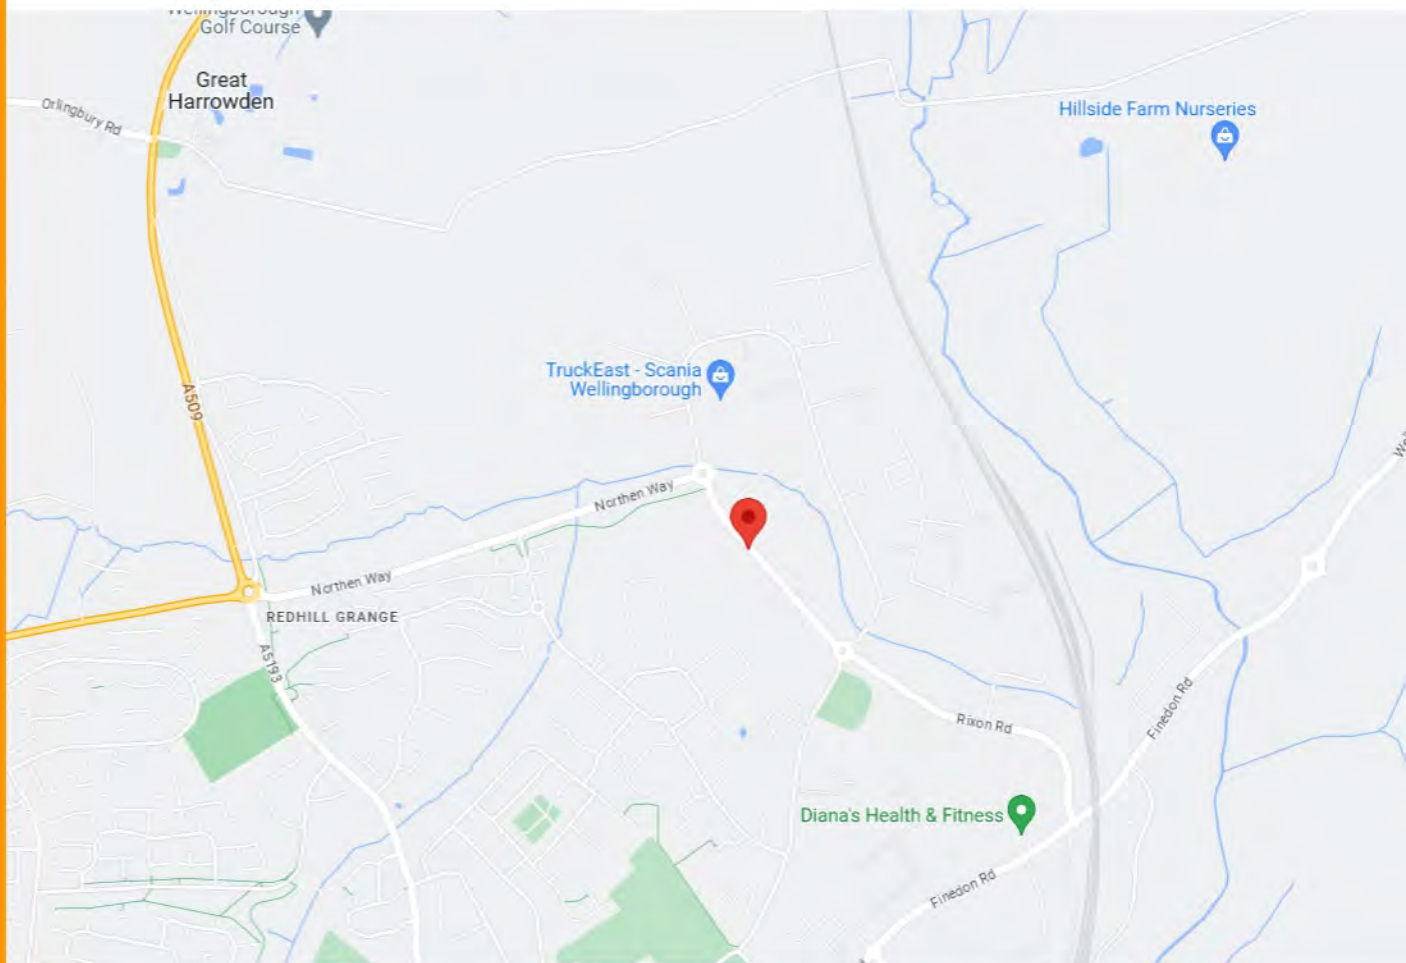 Wellingborough
Golf Course
Great
Harrowden
Orlingbury Rd
Hillside Farm Nurseries
TruckEast - Scania
Wellingborough
A509
Northen Way
Northen Way
REDHILL GRANGE
A5193
Rixon Rd
Finedon Rd
Diana's Health & Fitness
Finedon Rd